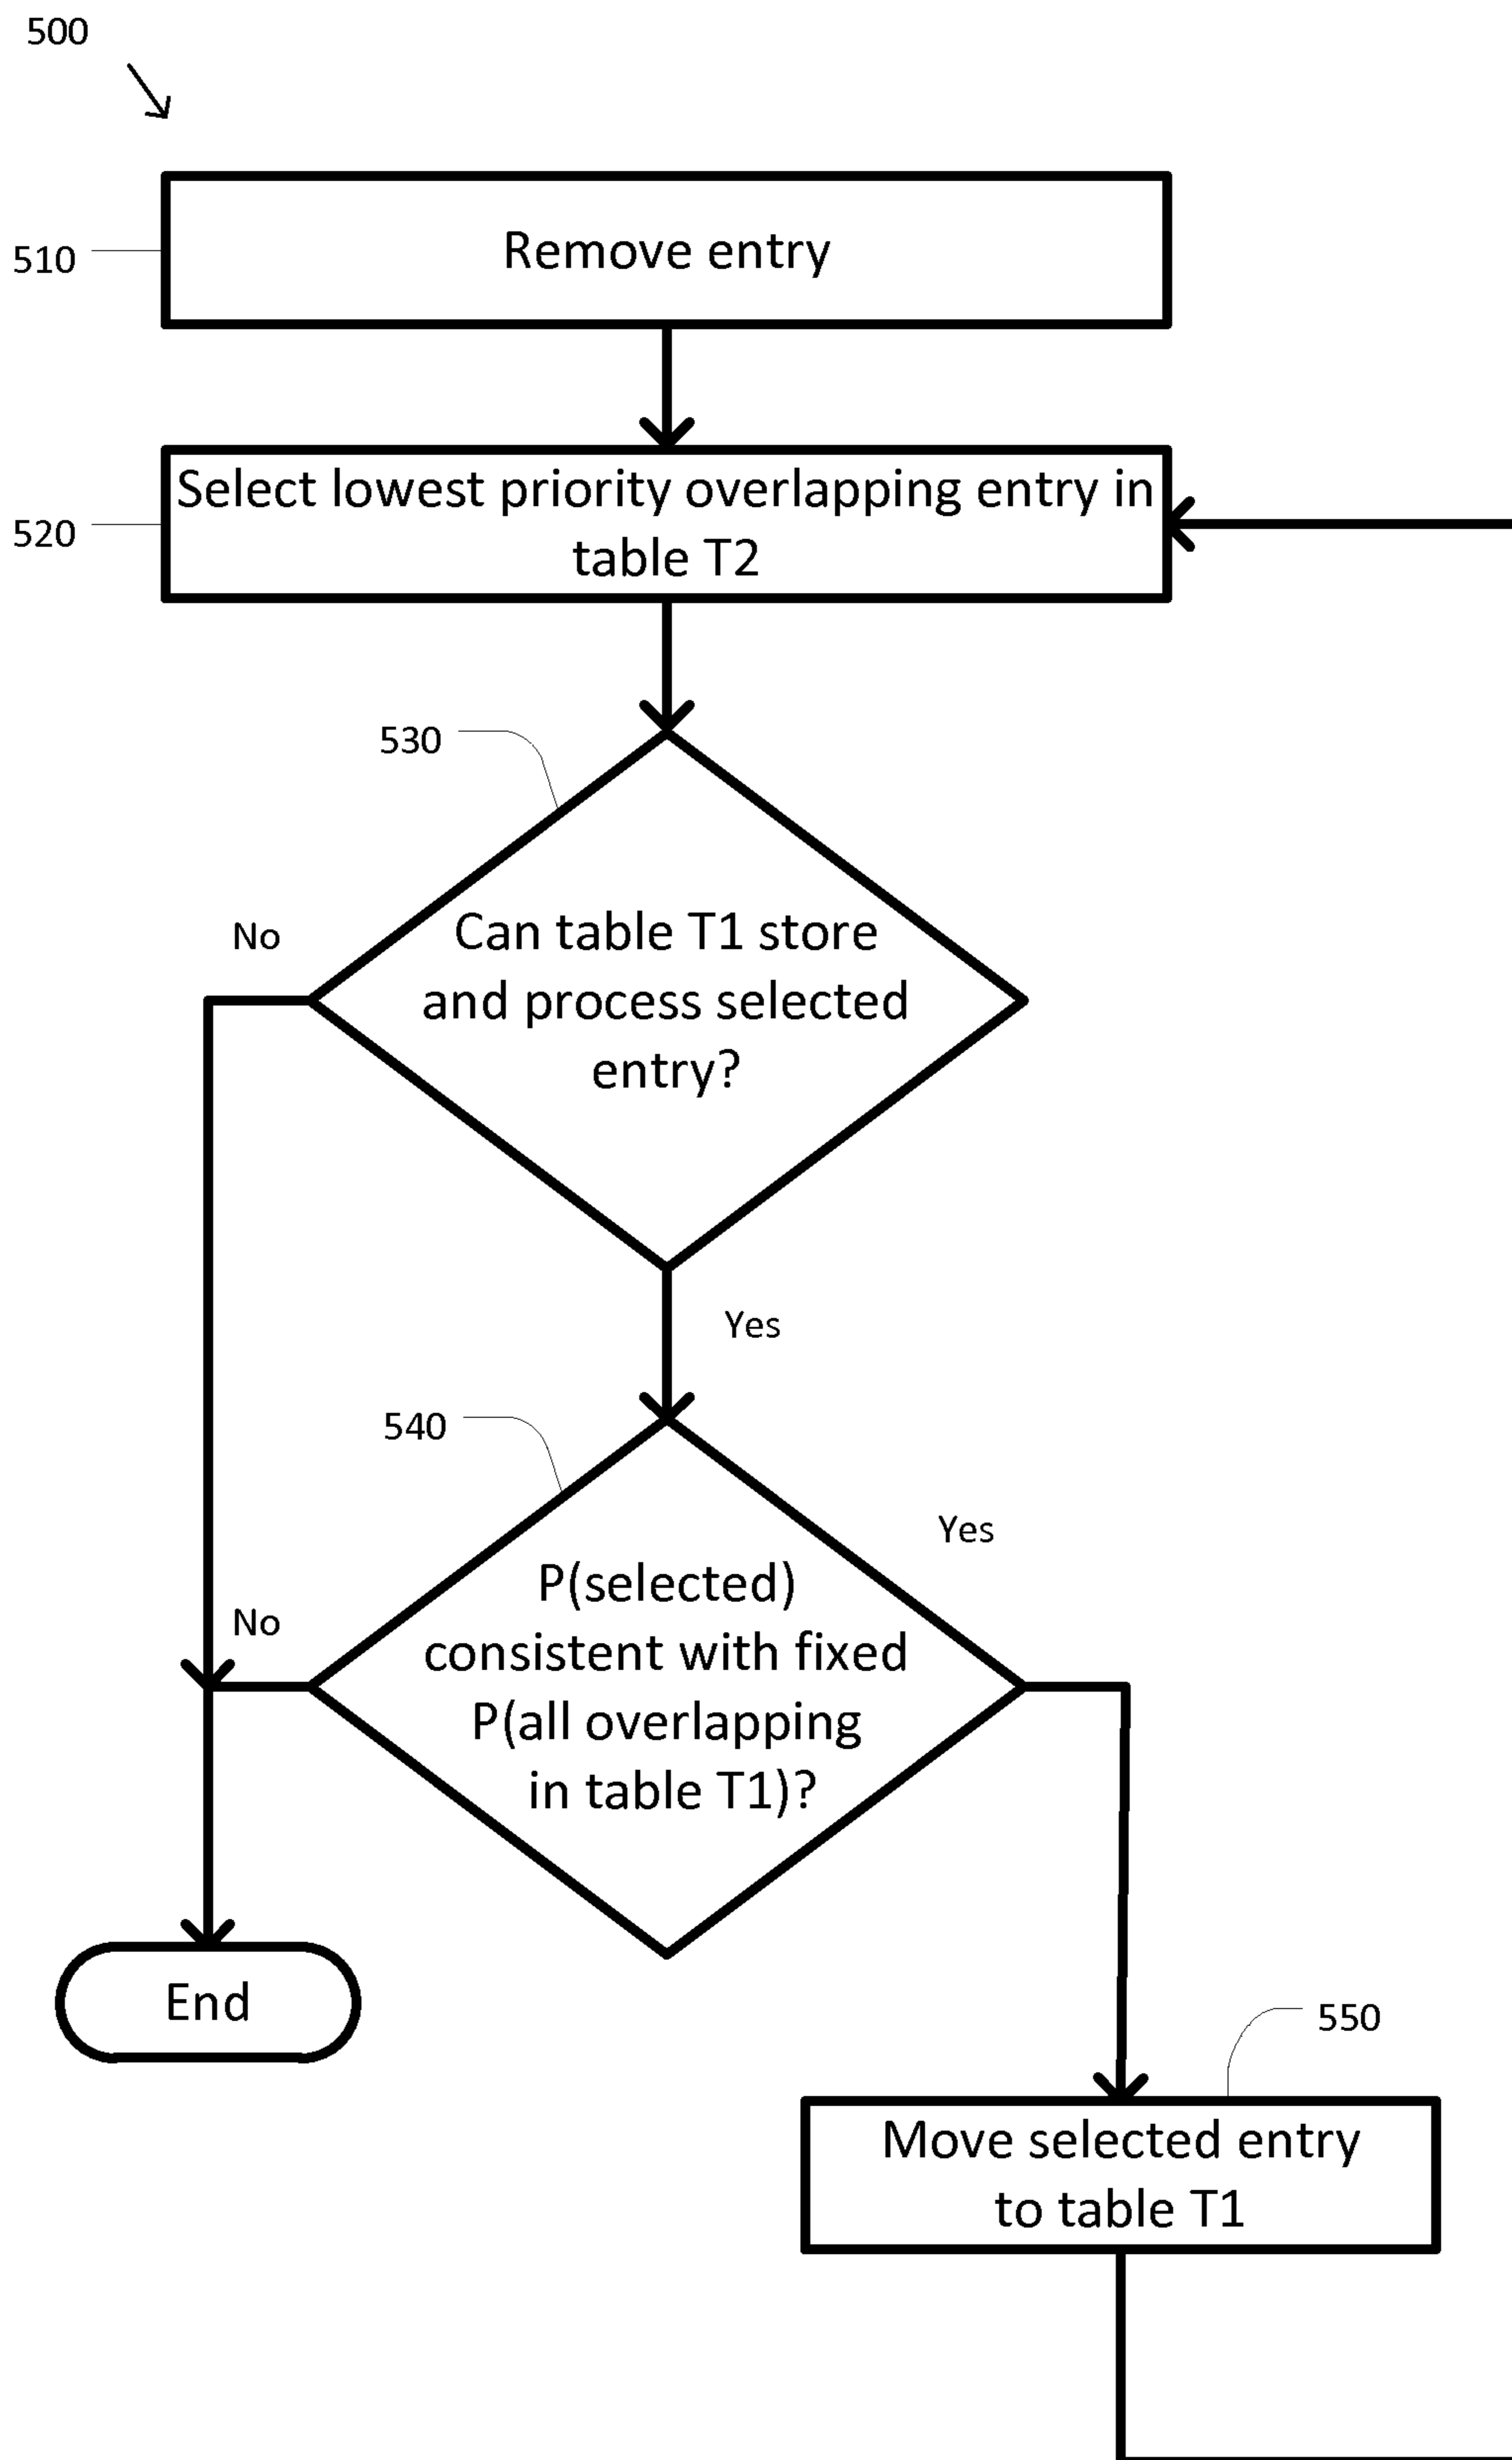 500
510
Remove entry
520
Select lowest priority overlapping entry in
table T2
530
No
Can table T1 store
and process selected
entry?
Yes
540
Yes
No
P(selected)
consistent with fixed
P(all overlapping
in table T1)?
End
550
Move selected entry
to table T1